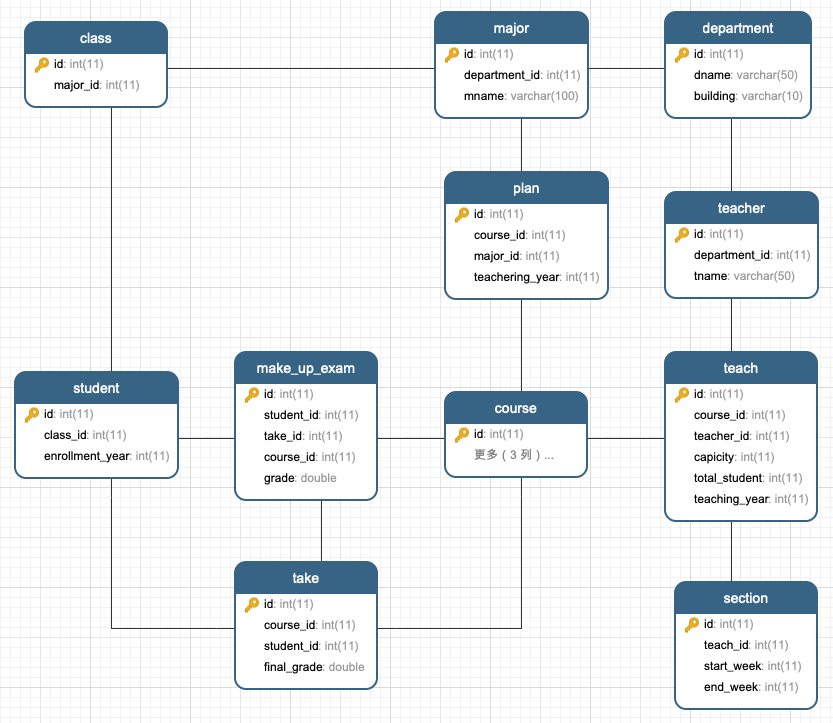 class
id: int(11)
major_id: int(11)
major
id: int(11)
department_id: int(11)
mname: varchar(100)
department
id: int(11)
dname: varchar(50)
building: varchar(10)
plan
id: int(11)
course_id: int(11)
major_id: int(11)
teachering_year: int(11)
teacher
id: int(11)
department_id: int(11)
tname: varchar(50)
student
id: int(11)
class_id: int(11)
enrollment_year: int(11)
make_up_exam
id: int(11)
student_id: int(11)
take_id: int(11)
course_id: int(11)
grade: double
course
id: int(11)
更多（3 列）...
teach
id: int(11)
course_id: int(11)
teacher_id: int(11)
capicity: int(11)
total_student: int(11)
teaching_year: int(11)
take
id: int(11)
course_id: int(11)
student_id: int(11)
final_grade: double
section
id: int(11)
teach_id: int(11)
start_week: int(11)
end_week: int(11)